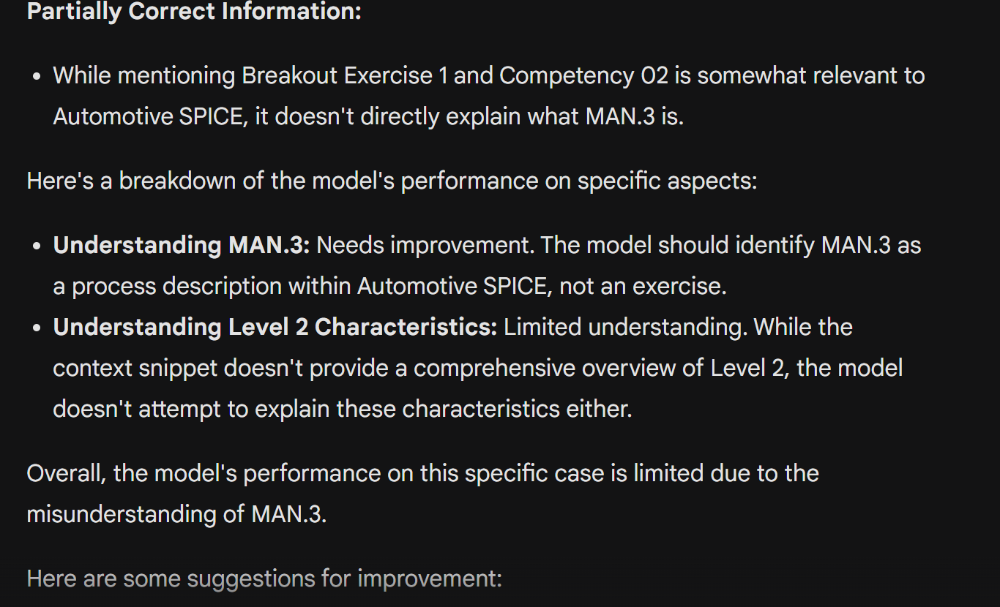 Partially Correct Information:
• While mentioning Breakout Exercise 1 and Competency 02 is somewhat relevant to
Automotive SPICE, it doesn't directly explain what MAN.3 is.
Here's a breakdown of the model's performance on specific aspects:
• Understanding MAN.3: Needs improvement. The model should identify MAN.3 as
a process description within Automotive SPICE, not an exercise.
• Understanding Level 2 Characteristics: Limited understanding. While the
context snippet doesn't provide a comprehensive overview of Level 2, the model
doesn't attempt to explain these characteristics either.
Overall, the model's performance on this specific case is limited due to the
misunderstanding of MAN.3.
Here are some suggestions for improvement: